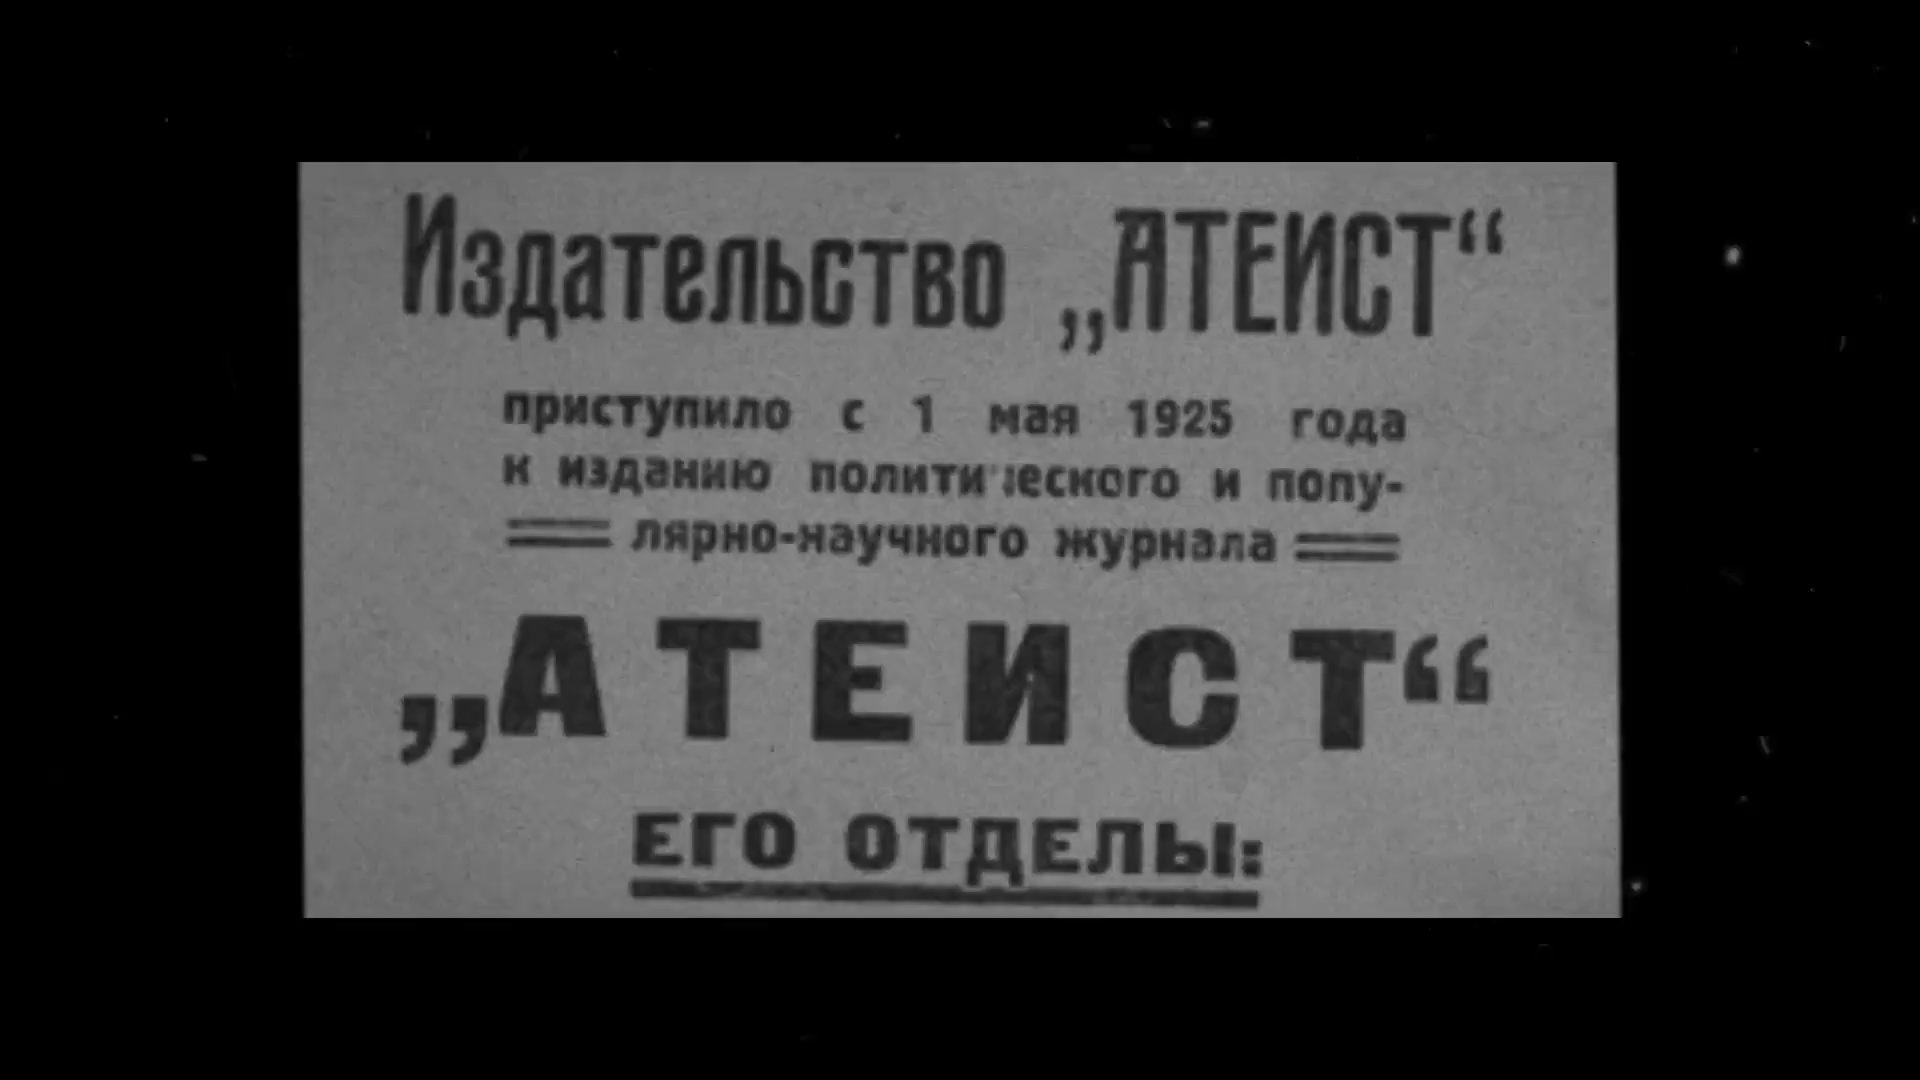 Издательство „АТЕИСТ“
приступило с 1 мая 1925 года
к изданию политического и попу-
лярно-научного журнала
„АТЕИСТ“
ЕГО ОТДЕЛЫ: